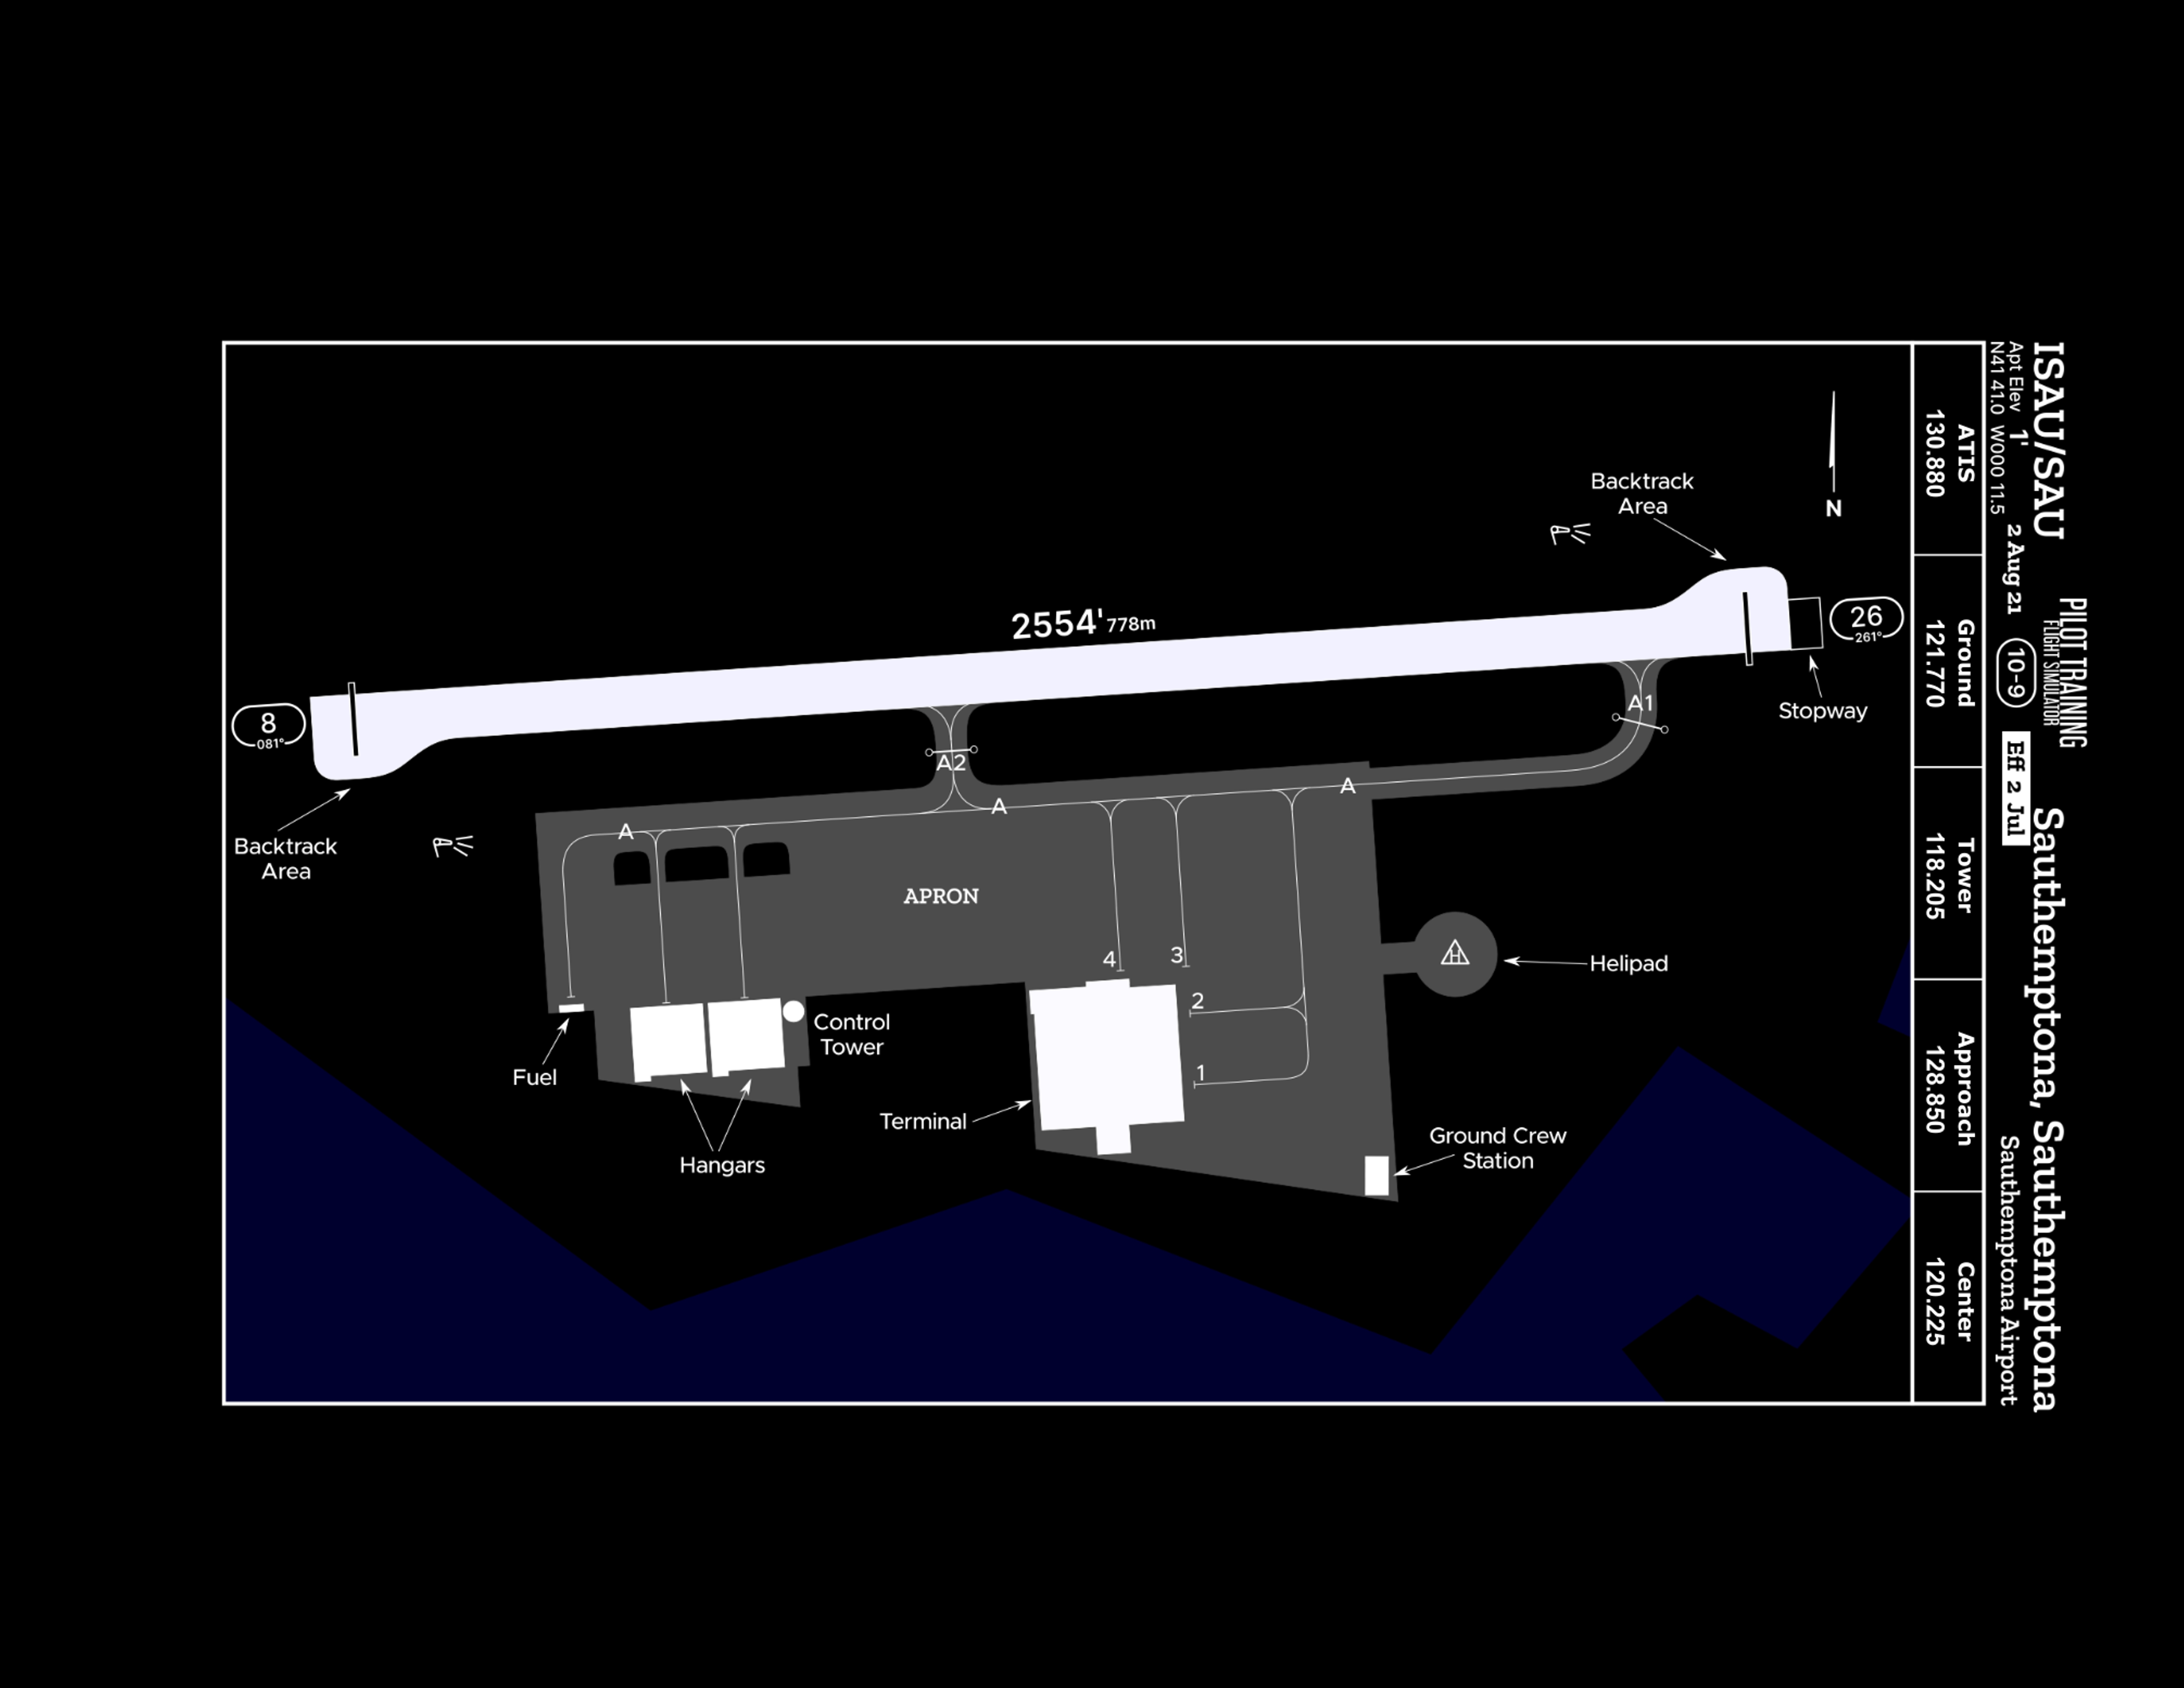 ISAU/SAU
Apt Elev 1'
N41 41.0 W000 11.5
2 Aug 21
10-9
Eff 2 Jul
PILOT TRAINING
FLIGHT SIMULATOR
Sauthemptona, Sauthemptona
Sauthemptona Airport
ATIS
130.880
Ground
121.770
Tower
118.205
Approach
128.850
Center
120.225
Backtrack
Area
N
2554' 778m
26
261°
Stopway
8
081°
A1
A2
A
A
A
Backtrack
Area
APRON
4
3
2
1
Helipad
Control
Tower
Fuel
Hangars
Terminal
Ground Crew
Station
H